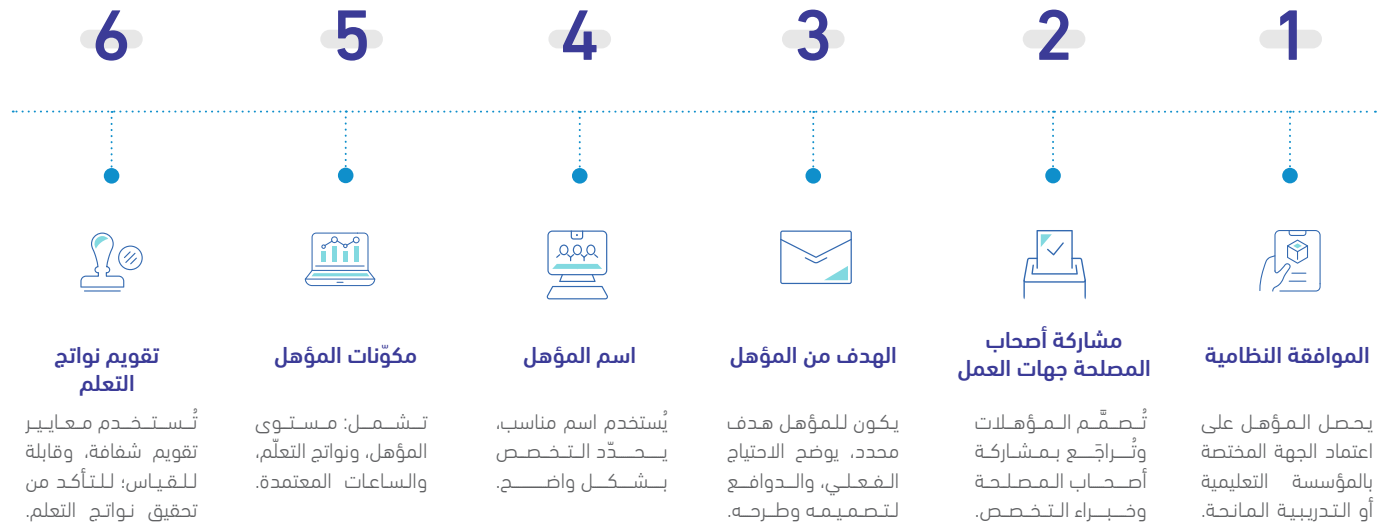 1
الموافقة النظامية
يحصل المؤهل على
اعتماد الجهة المختصة
بالمؤسسة التعليمية
أو التدريبية المانحة.
2
مشاركة أصحاب
المصلحة جهات العمل
تُصمَّم المؤهلات
وتُراجَع بمشاركة
أصحاب المصلحة
وخبراء التخصص.
3
الهدف من المؤهل
يكون للمؤهل هدف
محدد، يوضح الاحتياج
الفعلي، والدوافع
لتصميمه وطرحه.
4
اسم المؤهل
يُستخدم اسم مناسب،
يحدّد التخصص
بشكل واضح.
5
مكوّنات المؤهل
تشمل: مستوى
المؤهل، ونواتج التعلّم،
والساعات المعتمدة.
6
تقويم نواتج
التعلم
تُستخدم معايير
تقويم شفافة، وقابلة
للقياس؛ للتأكد من
تحقيق نواتج التعلم.